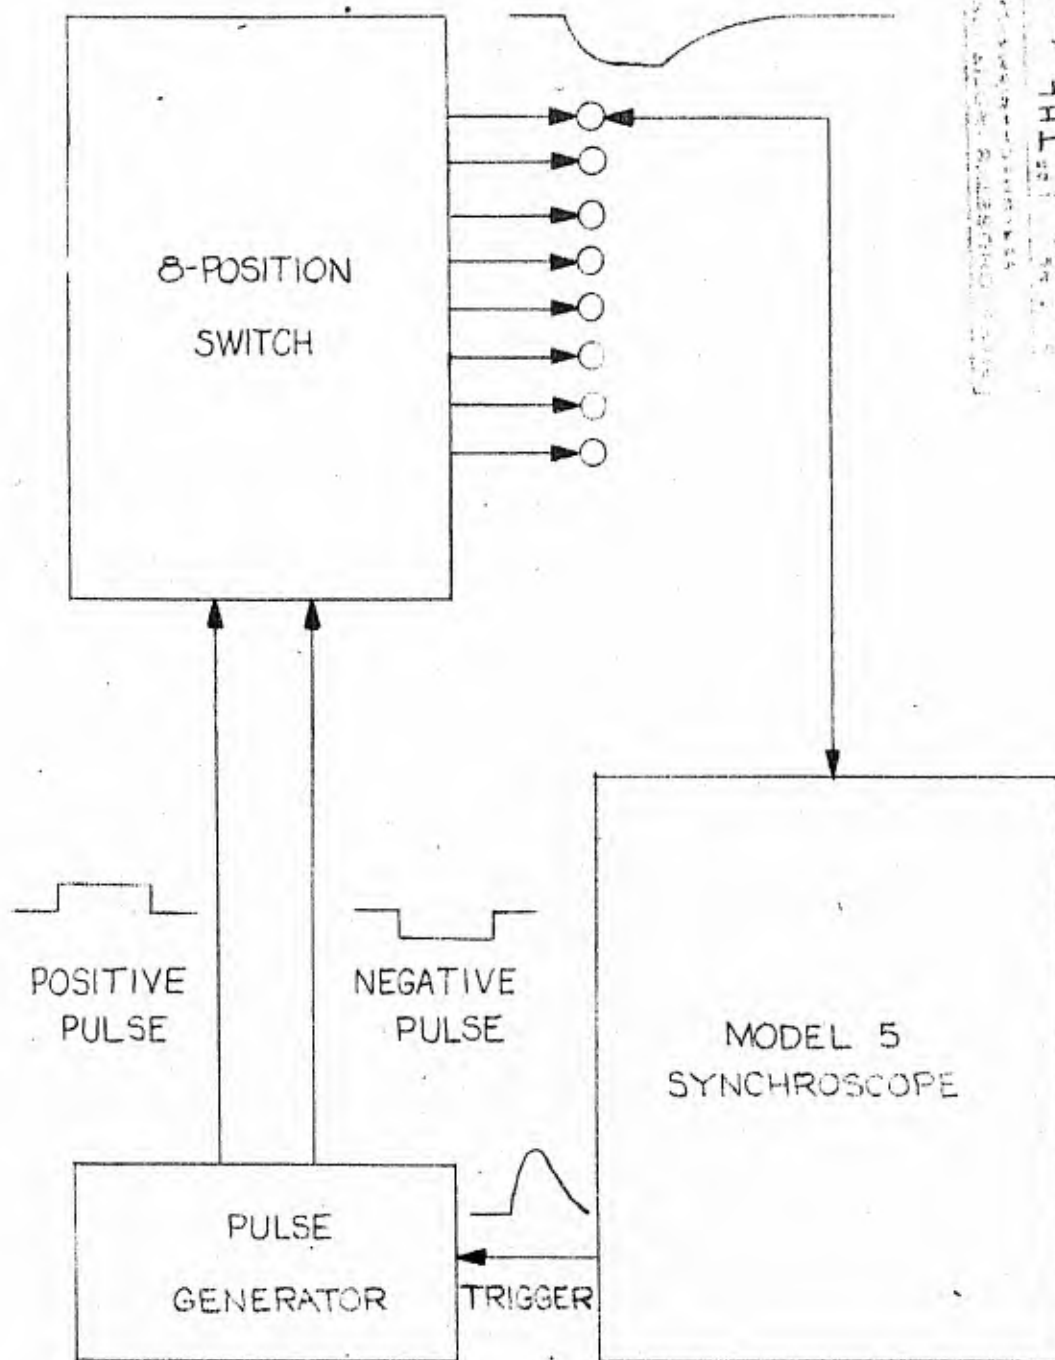 8-POSITION
SWITCH
POSITIVE
PULSE
NEGATIVE
PULSE
MODEL 5
SYNCHROSCOPE
PULSE
GENERATOR
TRIGGER